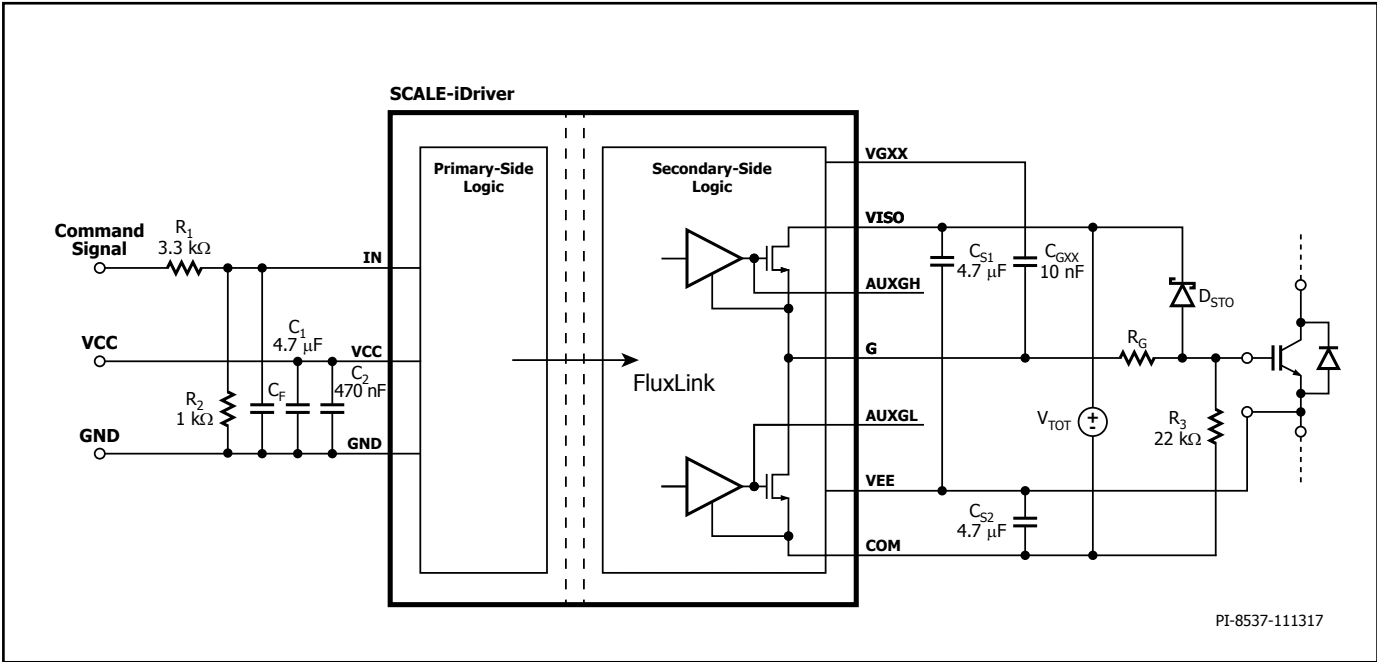 SCALE-iDriver
Primary-Side
Logic
Secondary-Side
Logic
VGXX
VISO
AUXGH
G
AUXGL
VEE
COM
Command
Signal
R1
3.3 kΩ
IN
VCC
C1
4.7 μF
VCC
C2
470 nF
CF
R2
1 kΩ
GND
GND
FluxLink
CS1
4.7 μF
CGXX
10 nF
DSTO
RG
VTOT
+
-
R3
22 kΩ
CS2
4.7 μF
PI-8537-111317